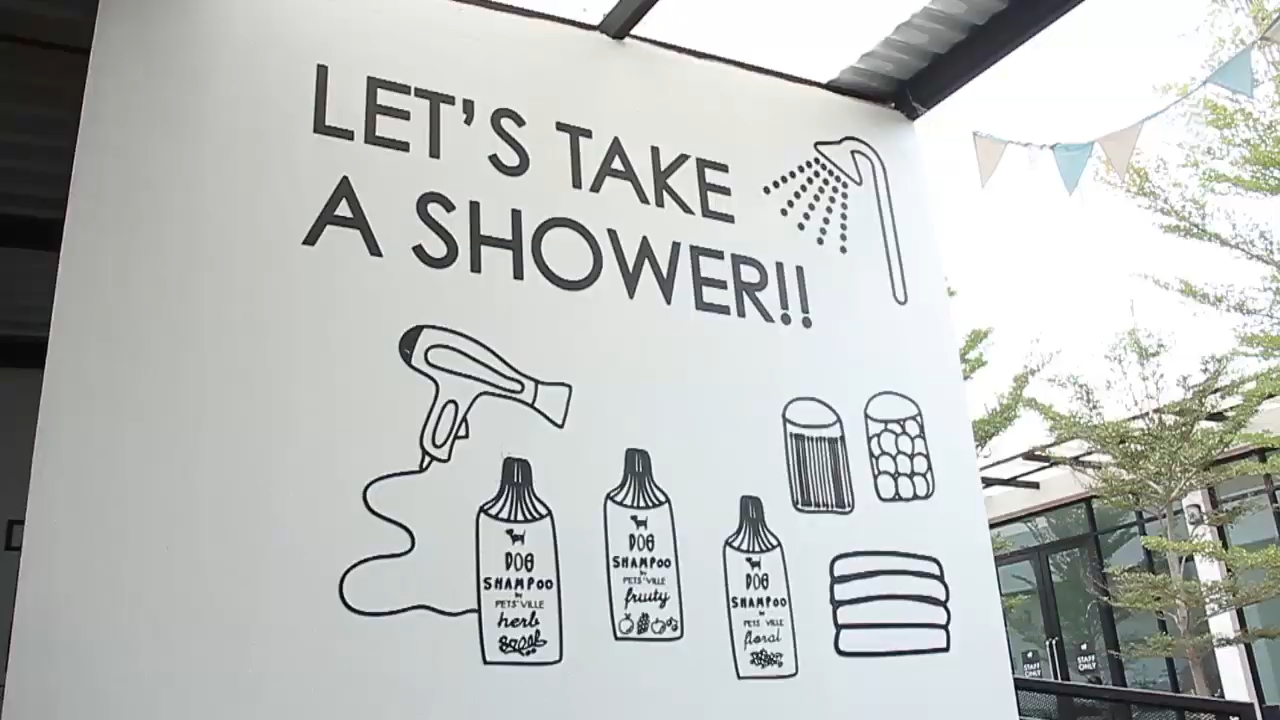 LET'S TAKE
A SHOWER!!
DOG
SHAMPOO
by
PETS' VILLE
herb
DOG
SHAMPOO
by
PETS' VILLE
fruity
DOG
SHAMPOO
by
PETS' VILLE
floral
STAFF
ONLY
STAFF
ONLY